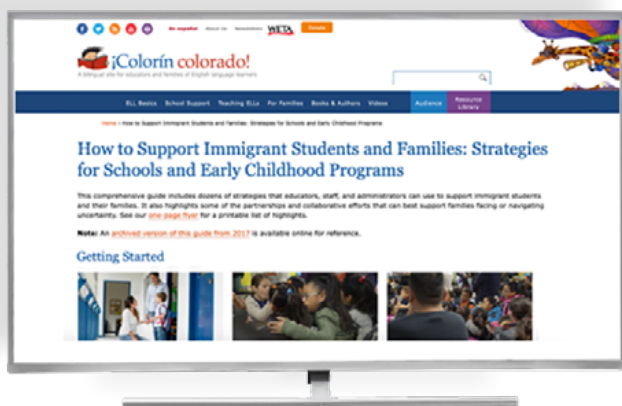 En español About Us Newsletters WETA Donate
¡Colorín colorado!
A bilingual site for educators and families of English language learners
ELL Basics School Support Teaching ELLs For Families Books & Authors Videos Audience Resource Library
Home » How to Support Immigrant Students and Families: Strategies for Schools and Early Childhood Programs
How to Support Immigrant Students and Families: Strategies
for Schools and Early Childhood Programs
This comprehensive guide includes dozens of strategies that educators, staff, and administrators can use to support immigrant students
and their families. It also highlights some of the partnerships and collaborative efforts that can best support families facing or navigating
uncertainty. See our one-page flyer for a printable list of highlights.
Note: An archived version of this guide from 2017 is available online for reference.
Getting Started